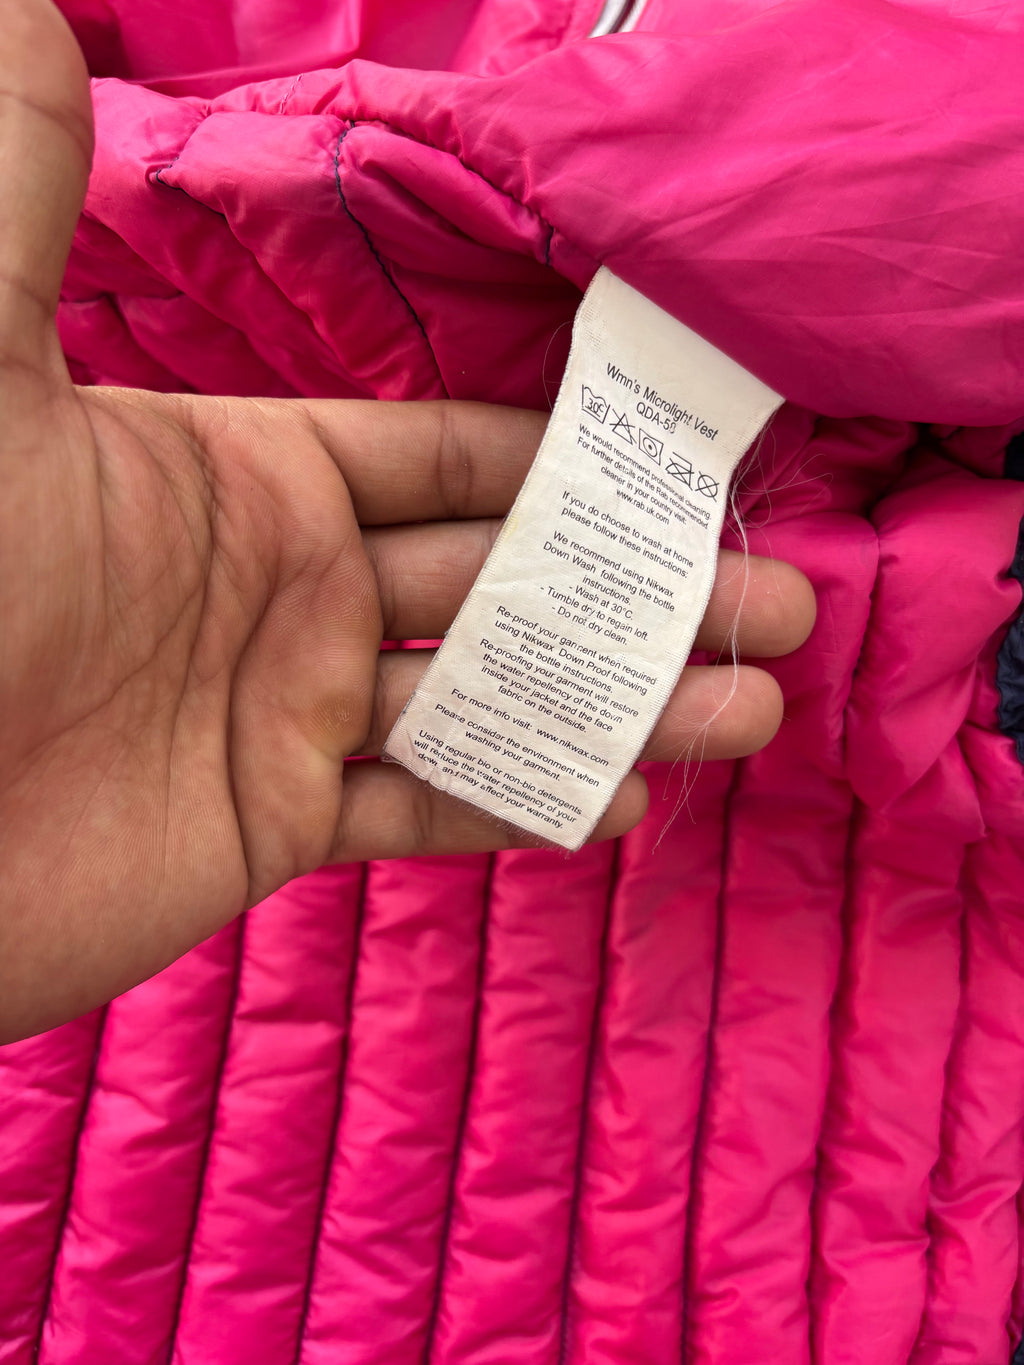 Wmn's Microlight Vest
QDA-58
30°C
We would recommend professional cleaning.
For further details of the Rab recommended
cleaner in your country visit:
www.rab.uk.com
If you do choose to wash at home
please follow these instructions:
We recommend using Nikwax
Down Wash following the bottle
instructions.
- Wash at 30°C.
- Tumble dry to regain loft.
- Do not dry clean.
Re-proof your garment when required
using Nikwax Down Proof following
the bottle instructions.
Re-proofing your garment will restore
the water repellency of the down
inside your jacket and the face
fabric on the outside.
For more info visit: www.nikwax.com
Please consider the environment when
washing your garment.
Using regular bio or non-bio detergents
will reduce the water repellency of your
down and may affect your warranty.